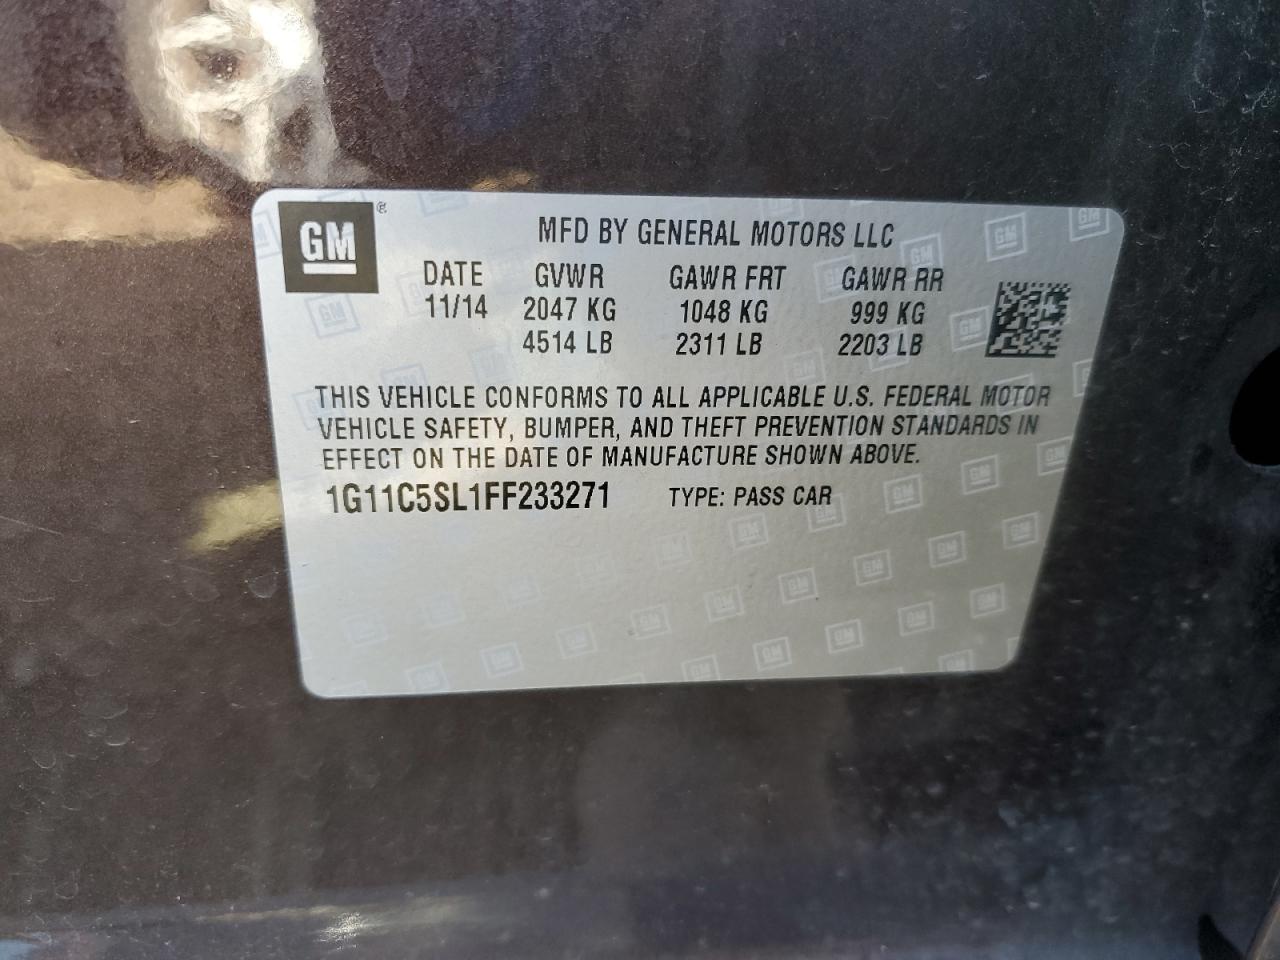 GM
MFD BY GENERAL MOTORS LLC
DATE GVWR GAWR FRT GAWR RR
11/14 2047 KG 1048 KG 999 KG
4514 LB 2311 LB 2203 LB
THIS VEHICLE CONFORMS TO ALL APPLICABLE U.S. FEDERAL MOTOR
VEHICLE SAFETY, BUMPER, AND THEFT PREVENTION STANDARDS IN
EFFECT ON THE DATE OF MANUFACTURE SHOWN ABOVE.
1G11C5SL1FF233271 TYPE: PASS CAR